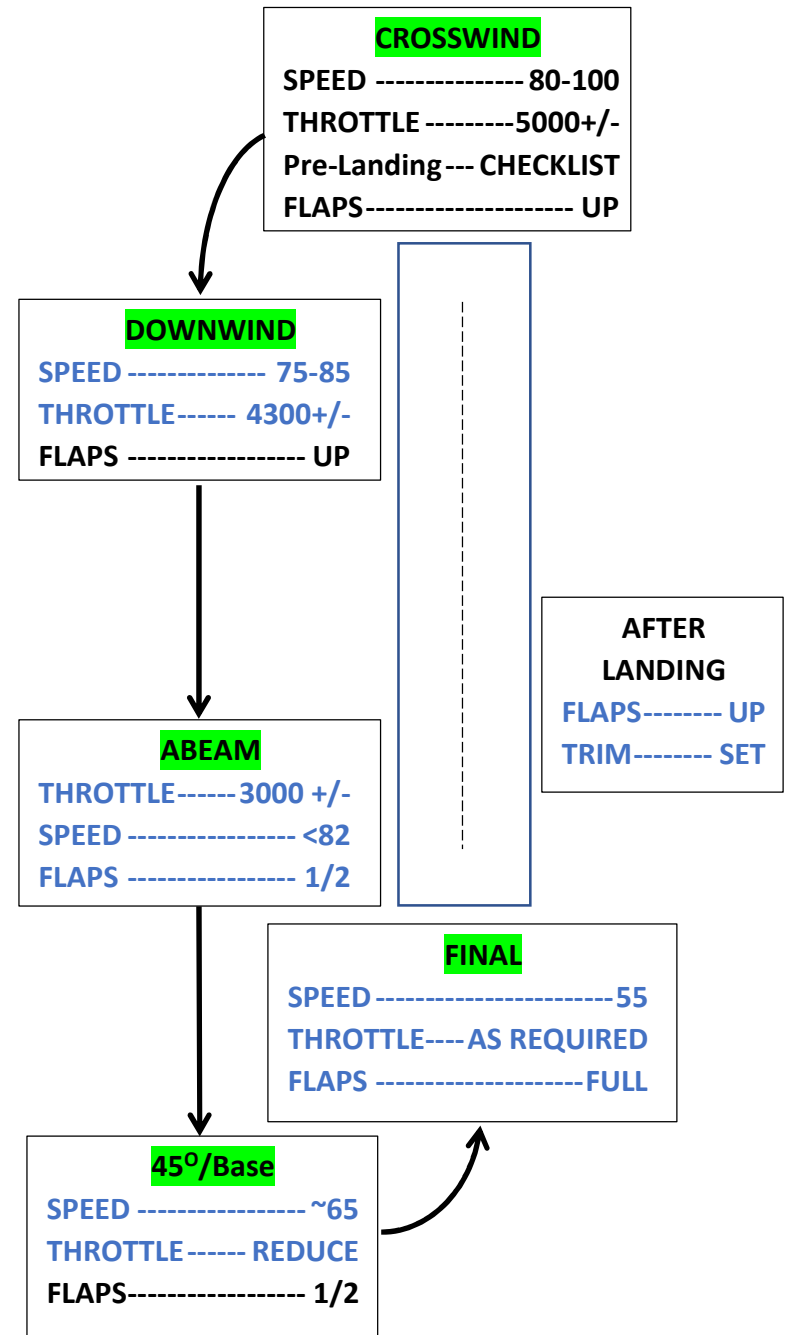 CROSSWIND
SPEED --------------- 80-100
THROTTLE ---------5000+/-
Pre-Landing--- CHECKLIST
FLAPS--------------------- UP
DOWNWIND
SPEED -------------- 75-85
THROTTLE------ 4300+/-
FLAPS ------------------ UP
ABEAM
THROTTLE------3000 +/-
SPEED ----------------- <82
FLAPS ----------------- 1/2
AFTER
LANDING
FLAPS-------- UP
TRIM-------- SET
FINAL
SPEED------------------------55
THROTTLE----AS REQUIRED
FLAPS ---------------------FULL
45⁰/Base
SPEED ----------------- ~65
THROTTLE------ REDUCE
FLAPS------------------ 1/2